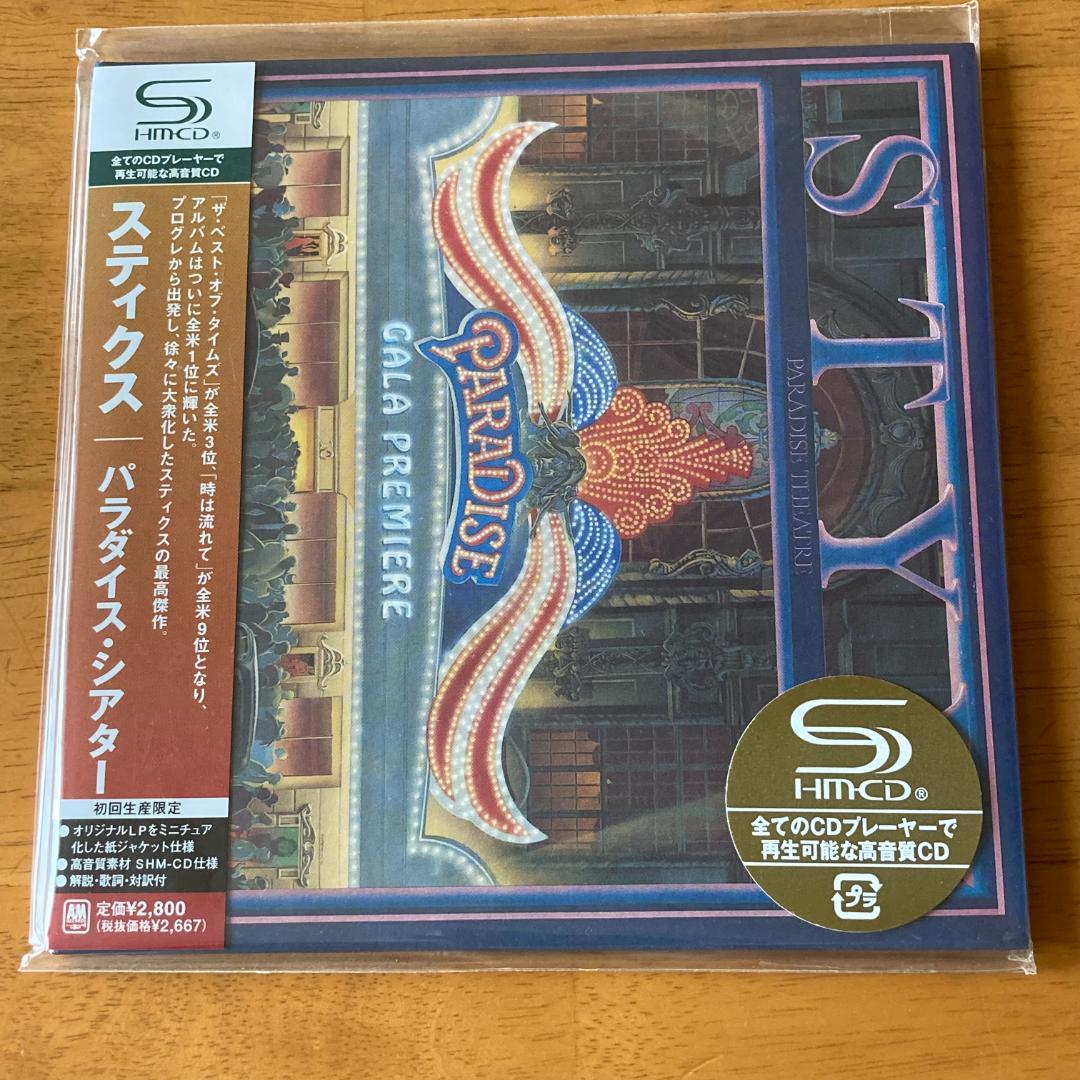 SHM-CD®
全てのCDプレーヤーで
再生可能な高音質CD
スティクス
パラダイス・シアター
「ザ・ベスト・オブ・タイムズ」が全米3位、「時は流れて」が全米9位となり、
アルバムはついに全米1位に輝いた。
プログレから出発し、徐々に大衆化したスティクスの最高傑作。
初回生産限定
●オリジナルLPをミニチュア
化した紙ジャケット仕様
●高音質素材 SHM-CD仕様
●解説・歌詞・対訳付
A&M
定価¥2,800
(税抜価格¥2,667)
STYX
PARADISE THEATRE
PARADISE
GALA PREMIERE
SHM-CD®
全てのCDプレーヤーで
再生可能な高音質CD
プラ